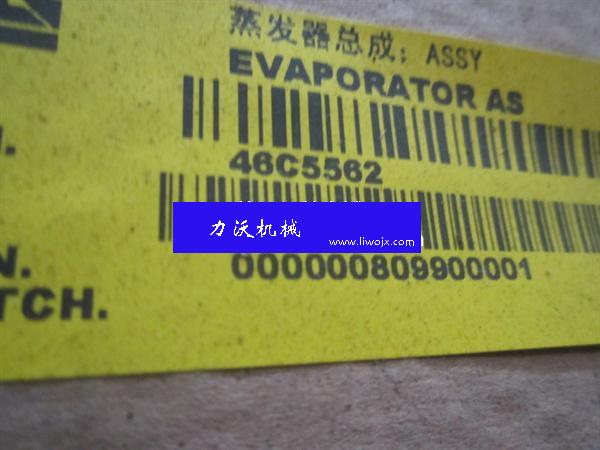 蒸发器总成; ASSY
EVAPORATOR AS
46C5562
力沃机械
www.liwojx.com
N.
000000809900001
TCH.